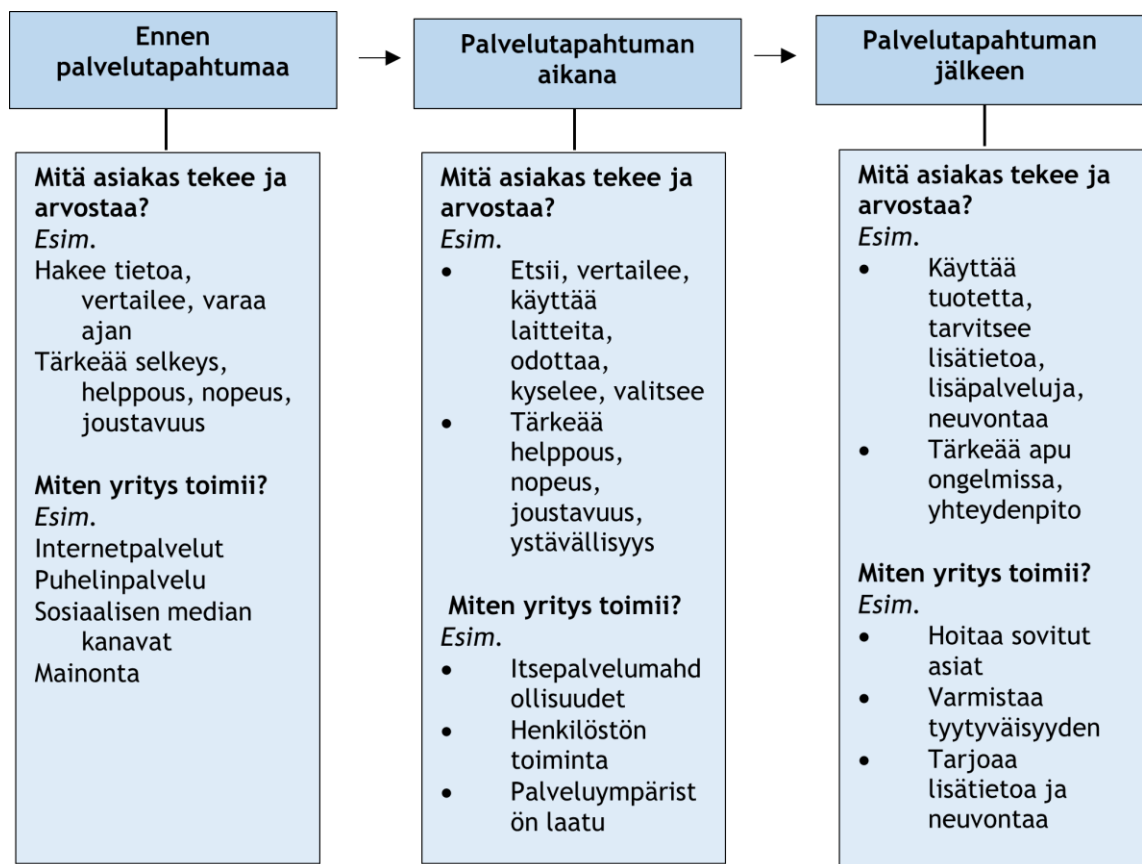 Ennen
palvelutapahtumaa
Palvelutapahtuman
aikana
Palvelutapahtuman
jälkeen
Mitä asiakas tekee ja
arvostaa?
Esim.
Hakee tietoa,
vertailee, varaa
ajan
Tärkeää selkeys,
helppous, nopeus,
joustavuus
Miten yritys toimii?
Esim.
Internetpalvelut
Puhelinpalvelu
Sosiaalisen median
kanavat
Mainonta
Mitä asiakas tekee ja
arvostaa?
Esim.
• Etsii, vertailee,
käyttää
laitteita,
odottaa,
kyselee, valitsee
• Tärkeää
helppous,
nopeus,
joustavuus,
ystävällisyys
Miten yritys toimii?
Esim.
• Itsepalvelumahd
ollisuudet
• Henkilöstön
toiminta
• Palveluympärist
ön laatu
Mitä asiakas tekee ja
arvostaa?
Esim.
• Käyttää
tuotetta,
tarvitsee
lisätietoa,
lisäpalveluja,
neuvontaa
• Tärkeää apu
ongelmissa,
yhteydenpito
Miten yritys toimii?
Esim.
• Hoitaa sovitut
asiat
• Varmistaa
tyytyväisyyden
• Tarjoaa
lisätietoa ja
neuvontaa